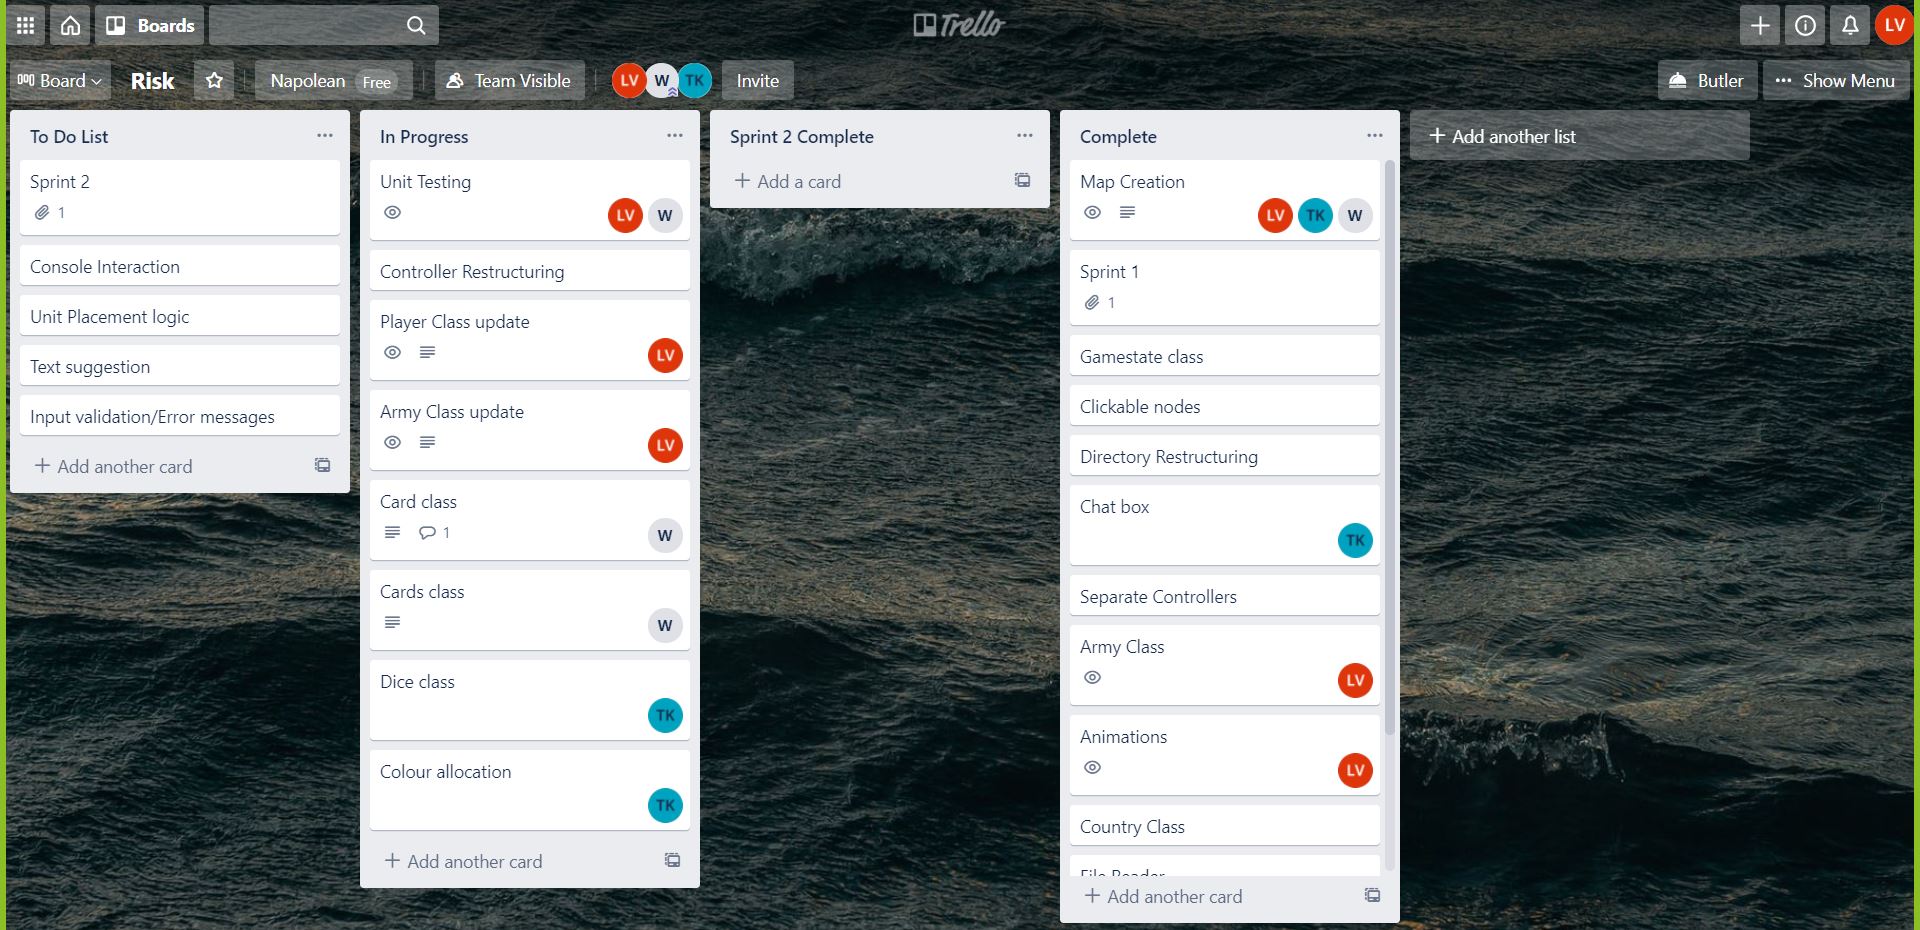 Boards
Trello
LV
Board
Risk
Napolean Free
Team Visible
LV W TK
Invite
Butler
Show Menu
To Do List
Sprint 2
1
Console Interaction
Unit Placement logic
Text suggestion
Input validation/Error messages
Add another card
In Progress
Unit Testing
LV W
Controller Restructuring
Player Class update
LV
Army Class update
LV
Card class
1
W
Cards class
W
Dice class
TK
Colour allocation
TK
Add another card
Sprint 2 Complete
Add a card
Complete
Map Creation
LV TK W
Sprint 1
1
Gamestate class
Clickable nodes
Directory Restructuring
Chat box
TK
Separate Controllers
Army Class
LV
Animations
LV
Country Class
File Reader
Add another card
Add another list